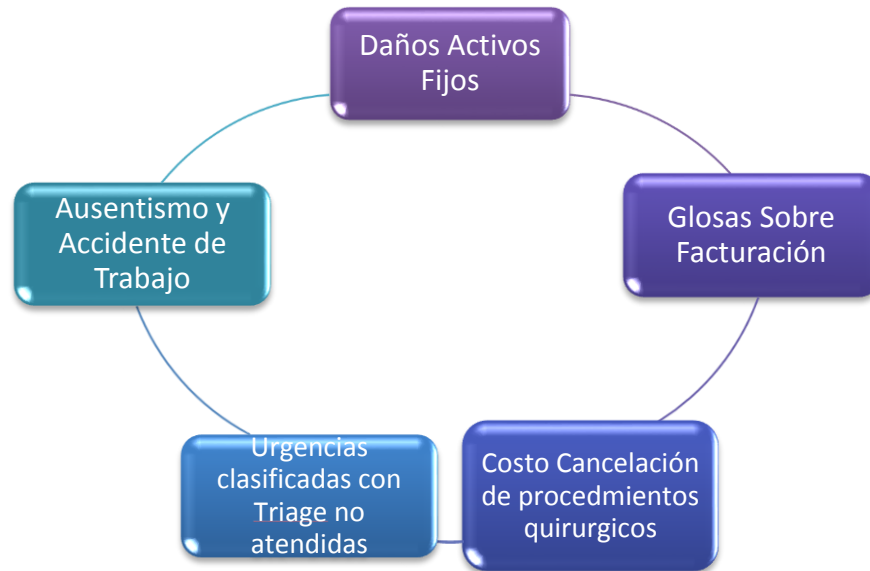 Daños Activos
Fijos
Glosas Sobre
Facturación
Costo Cancelación
de procedmientos
quirurgicos
Urgencias
clasificadas con
Triage no
atendidas
Ausentismo y
Accidente de
Trabajo